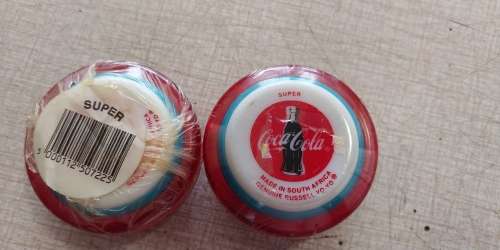 SUPER
5 000112 507225
SUPER
Coca-Cola
MADE IN SOUTH AFRICA
GENUINE RUSSELL YO-YO ®